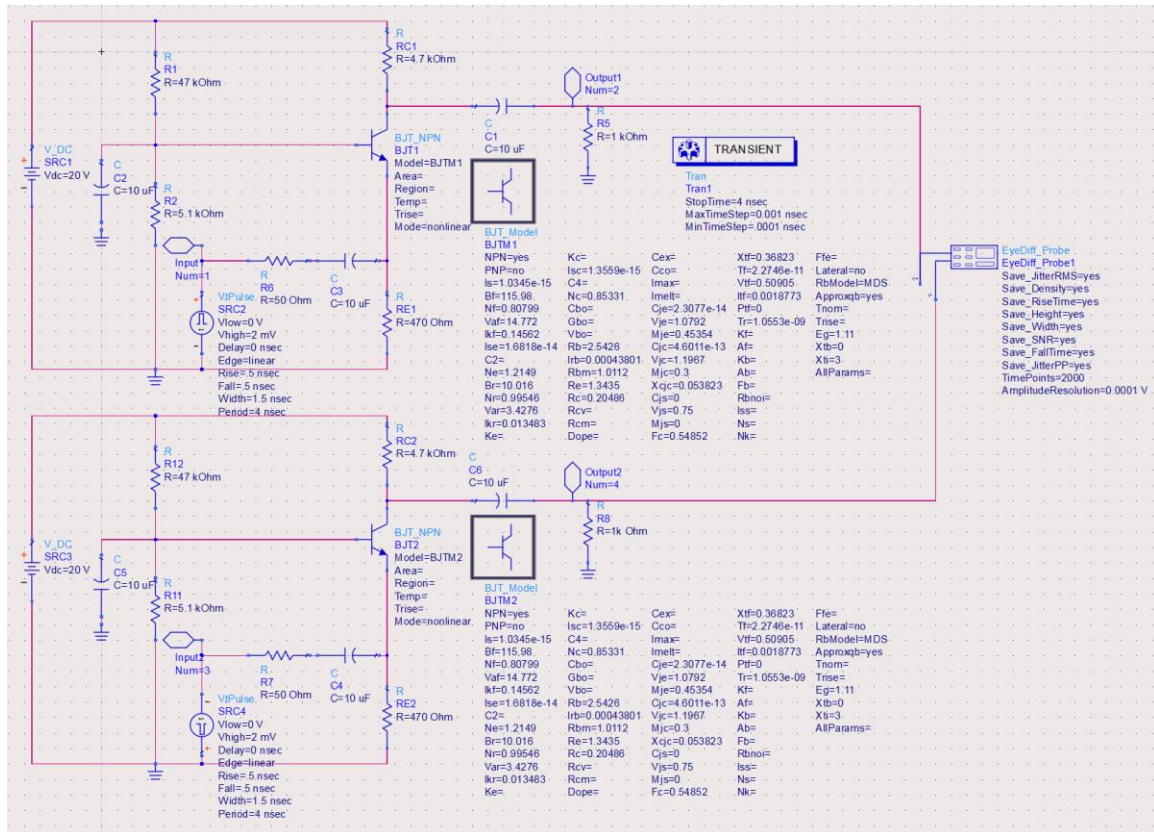 R
RC1
R=4.7 kOhm
R
R1
R=47 kOhm
Output1
Num=2
C
C1
C=10 uF
R
R5
R=1 kOhm
TRANSIENT
Tran
Tran1
StopTime=4 nsec
MaxTimeStep=0.001 nsec
MinTimeStep=.0001 nsec
V_DC
SRC1
Vdc=20 V
C
C2
C=10 uF
R
R2
R=5.1 kOhm
BJT_NPN
BJT1
Model=BJTM1
Area=
Region=
Temp=
Trise=
Mode=nonlinear
Input
Num=1
R
R6
R=50 Ohm
C
C3
C=10 uF
R
RE1
R=470 Ohm
VtPulse
SRC2
Vlow=0 V
Vhigh=2 mV
Delay=0 nsec
Edge=linear
Rise=.5 nsec
Fall=.5 nsec
Width=1.5 nsec
Period=4 nsec
BJT_Model
BJTM1
NPN=yes Kc= Cex= Xtf=0.36823 Ffe=
PNP=no Isc=1.3559e-15 Cco= Tf=2.2746e-11 Lateral=no
Is=1.0345e-15 C4= Imax= Vtf=0.50905 RbModel=MDS
Bf=115.98 Nc=0.85331 Imelt= Itf=0.0018773 Approxqb=yes
Nf=0.80799 Cbo= Cje=2.3077e-14 Ptf=0 Tnom=
Vaf=14.772 Gbo= Vje=1.0792 Tr=1.0553e-09 Trise=
Ikf=0.14562 Vbo= Mje=0.45354 Kf= Eg=1.11
Ise=1.6818e-14 Rb=2.5426 Cjc=4.6011e-13 Af= Xtb=0
C2= Irb=0.00043801 Vjc=1.1967 Kb= Xti=3
Ne=1.2149 Rbm=1.0112 Mjc=0.3 Ab= AllParams=
Br=10.016 Re=1.3435 Xcjc=0.053823 Fb=
Nr=0.99546 Rc=0.20486 Cjs=0 Rbnoi=
Var=3.4276 Rcv= Vjs=0.75 Iss=
Ikr=0.013483 Rcm= Mjs=0 Ns=
Ke= Dope= Fc=0.54852 Nk=
EyeDiff_Probe
EyeDiff_Probe1
Save_JitterRMS=yes
Save_Density=yes
Save_RiseTime=yes
Save_Height=yes
Save_Width=yes
Save_SNR=yes
Save_FallTime=yes
Save_JitterPP=yes
TimePoints=2000
AmplitudeResolution=0.0001 V
R
RC2
R=4.7 kOhm
R
R12
R=47 kOhm
C
C6
C=10 uF
Output2
Num=4
R
R8
R=1k Ohm
V_DC
SRC3
Vdc=20 V
C
C5
C=10 uF
R
R11
R=5.1 kOhm
BJT_NPN
BJT2
Model=BJTM2
Area=
Region=
Temp=
Trise=
Mode=nonlinear
Input2
Num=3
R
R7
R=50 Ohm
C
C4
C=10 uF
R
RE2
R=470 Ohm
VtPulse
SRC4
Vlow=0 V
Vhigh=2 mV
Delay=0 nsec
Edge=linear
Rise=.5 nsec
Fall=.5 nsec
Width=1.5 nsec
Period=4 nsec
BJT_Model
BJTM2
NPN=yes Kc= Cex= Xtf=0.36823 Ffe=
PNP=no Isc=1.3559e-15 Cco= Tf=2.2746e-11 Lateral=no
Is=1.0345e-15 C4= Imax= Vtf=0.50905 RbModel=MDS
Bf=115.98 Nc=0.85331 Imelt= Itf=0.0018773 Approxqb=yes
Nf=0.80799 Cbo= Cje=2.3077e-14 Ptf=0 Tnom=
Vaf=14.772 Gbo= Vje=1.0792 Tr=1.0553e-09 Trise=
Ikf=0.14562 Vbo= Mje=0.45354 Kf= Eg=1.11
Ise=1.6818e-14 Rb=2.5426 Cjc=4.6011e-13 Af= Xtb=0
C2= Irb=0.00043801 Vjc=1.1967 Kb= Xti=3
Ne=1.2149 Rbm=1.0112 Mjc=0.3 Ab= AllParams=
Br=10.016 Re=1.3435 Xcjc=0.053823 Fb=
Nr=0.99546 Rc=0.20486 Cjs=0 Rbnoi=
Var=3.4276 Rcv= Vjs=0.75 Iss=
Ikr=0.013483 Rcm= Mjs=0 Ns=
Ke= Dope= Fc=0.54852 Nk=